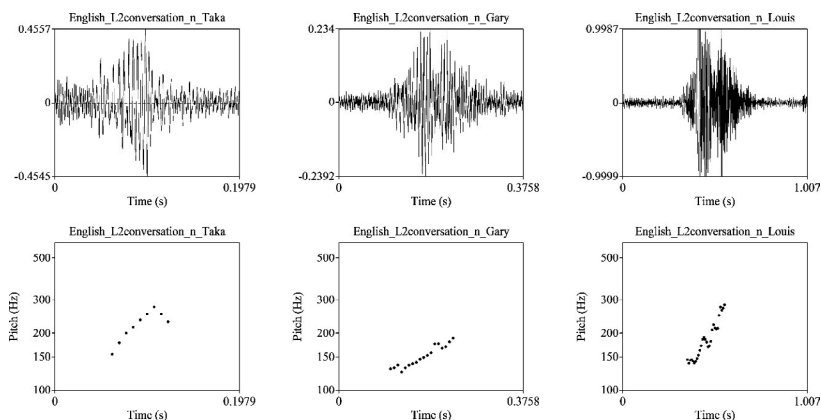 English_L2conversation_n_Taka
0.4557
0
-0.4545
0
0.1979
Time (s)
English_L2conversation_n_Gary
0.234
0
-0.2392
0
0.3758
Time (s)
English_L2conversation_n_Louis
0.9987
0
-0.9999
0
1.007
Time (s)
English_L2conversation_n_Taka
Pitch (Hz)
500
300
200
150
100
0
0.1979
Time (s)
English_L2conversation_n_Gary
Pitch (Hz)
500
300
200
150
100
0
0.3758
Time (s)
English_L2conversation_n_Louis
Pitch (Hz)
500
300
200
150
100
0
1.007
Time (s)